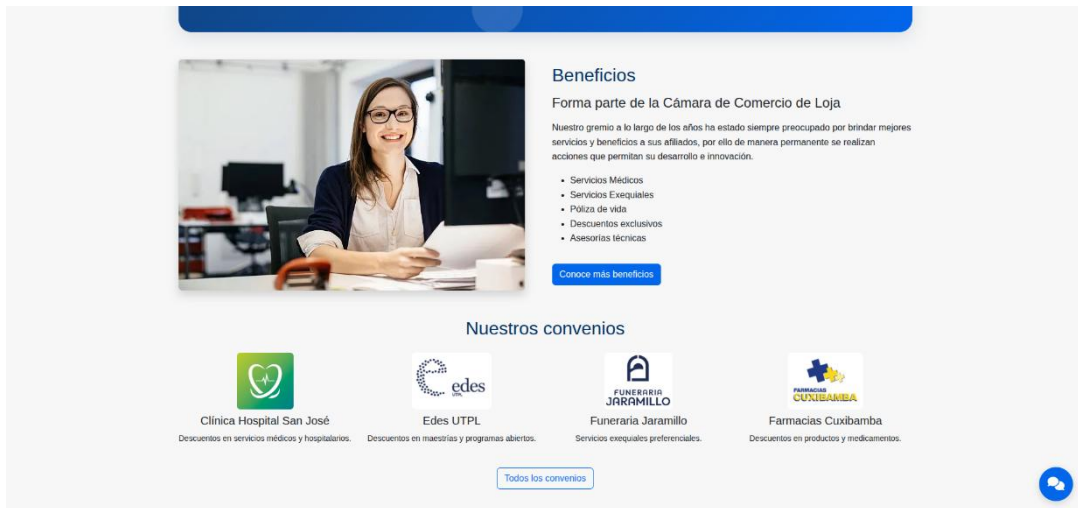 Beneficios
Forma parte de la Cámara de Comercio de Loja
Nuestro gremio a lo largo de los años ha estado siempre preocupado por brindar mejores
servicios y beneficios a sus afiliados, por ello de manera permanente se realizan
acciones que permitan su desarrollo e innovación.
• Servicios Médicos
• Servicios Exequiales
• Póliza de vida
• Descuentos exclusivos
• Asesorías técnicas
Conoce más beneficios
Nuestros convenios
edes
UTPL
FUNERARIA
JARAMILLO
FARMACIAS
CUXIBAMBA
Clínica Hospital San José
Edes UTPL
Funeraria Jaramillo
Farmacias Cuxibamba
Descuentos en servicios médicos y hospitalarios.
Descuentos en maestrías y programas abiertos.
Servicios exequiales preferenciales.
Descuentos en productos y medicamentos.
Todos los convenios